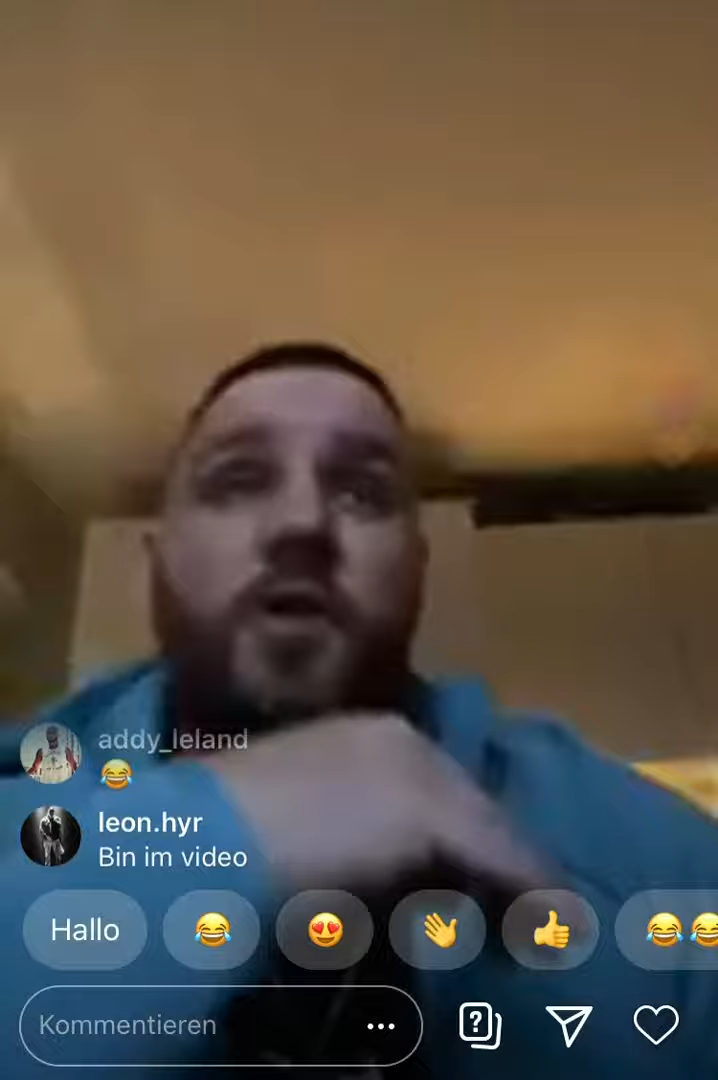 addy_leland
😂
leon.hyr
Bin im video
Hallo 😂 😍 👋 👍 😂😂
Kommentieren